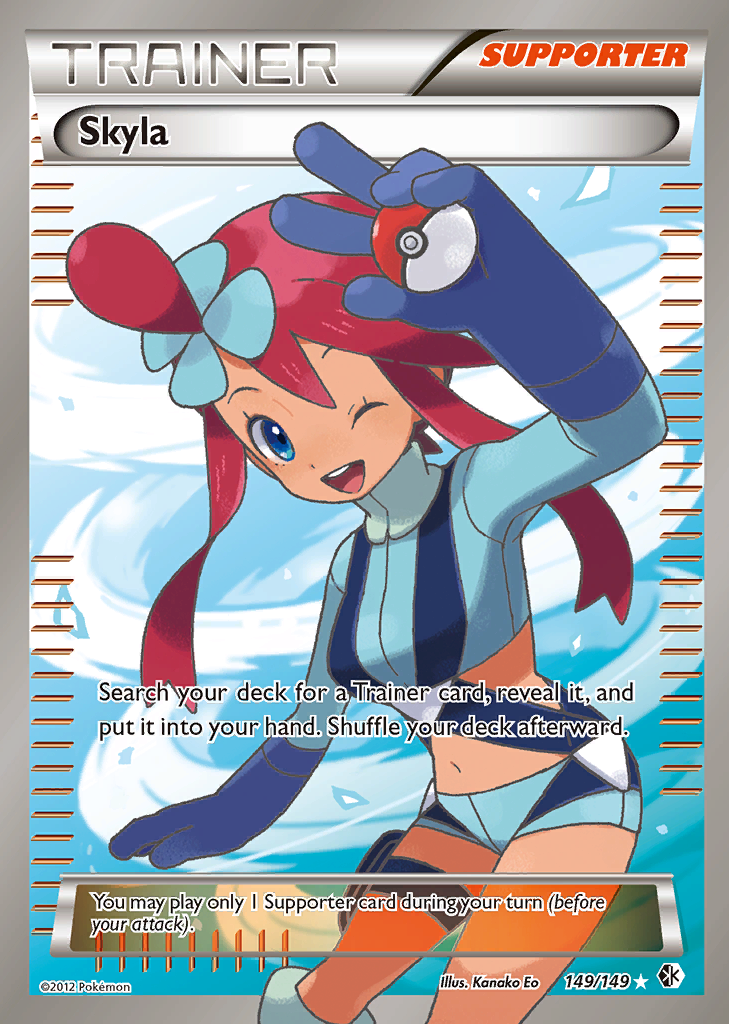 TRAINER
SUPPORTER
Skyla
Search your deck for a Trainer card, reveal it, and
put it into your hand. Shuffle your deck afterward.
You may play only 1 Supporter card during your turn (before
your attack).
©2012 Pokémon
Illus. Kanako Eo
149/149